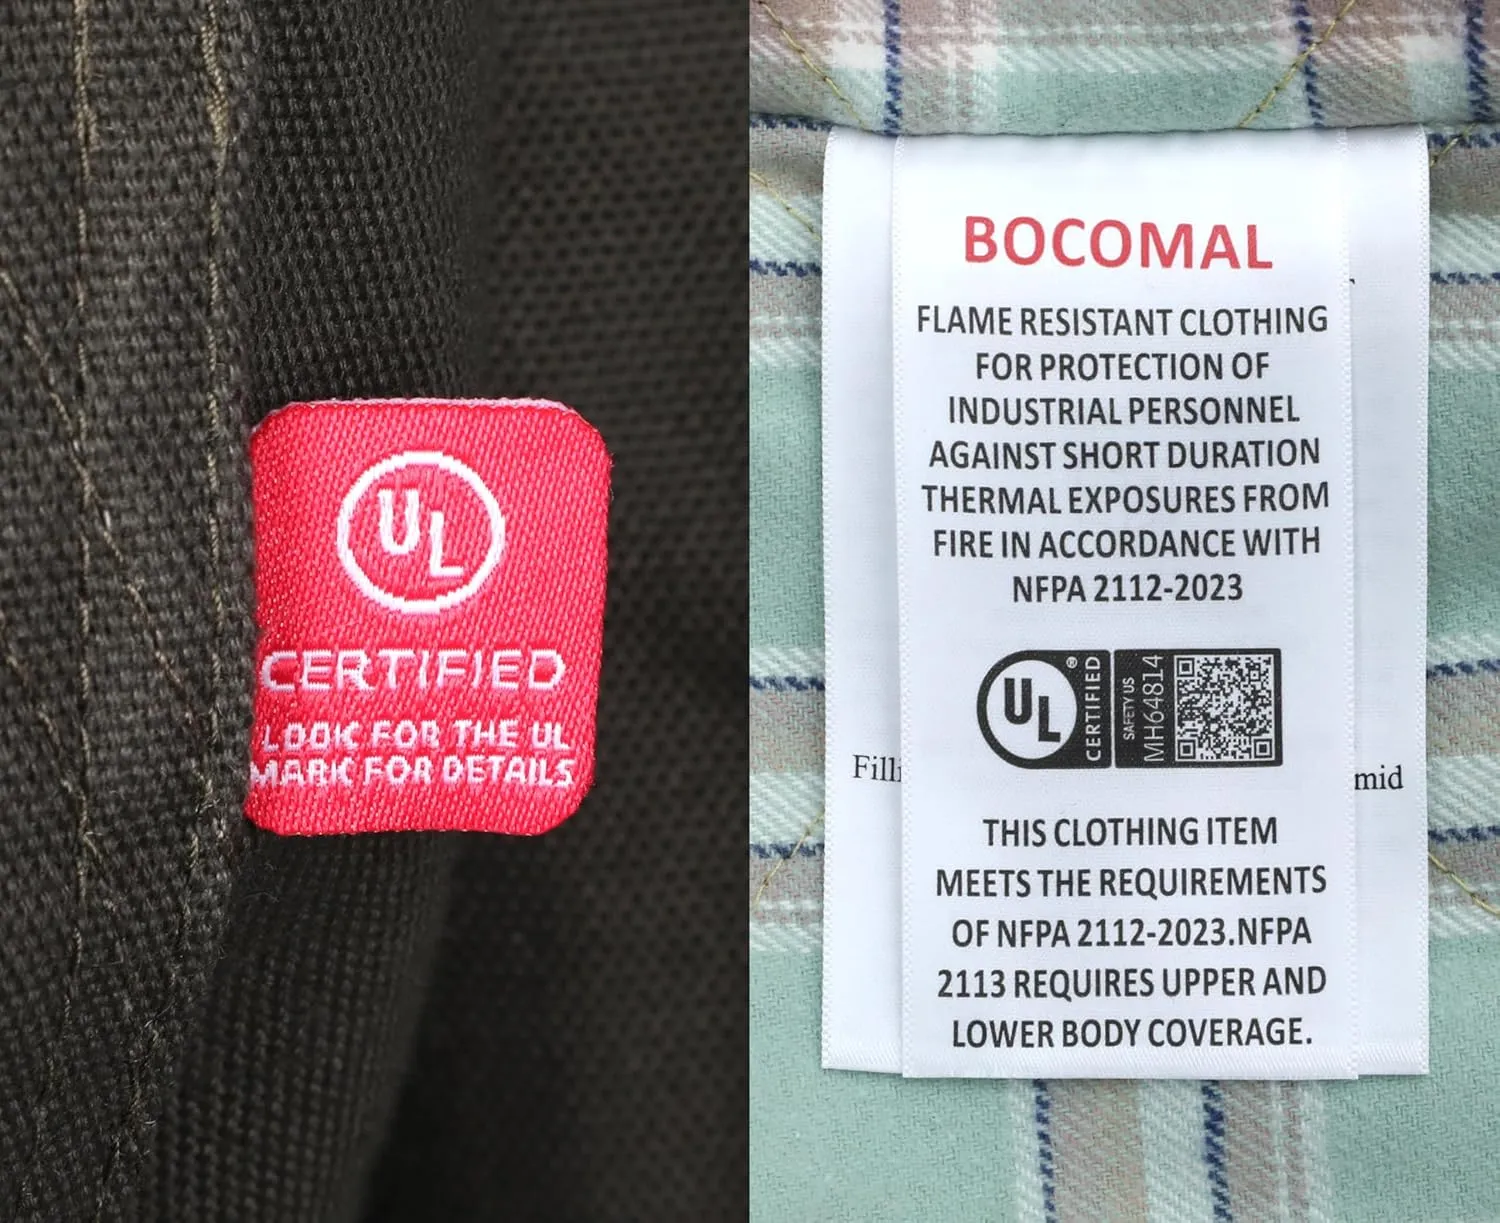 UL
CERTIFIED
LOOK FOR THE UL
MARK FOR DETAILS
BOCOMAL
FLAME RESISTANT CLOTHING
FOR PROTECTION OF
INDUSTRIAL PERSONNEL
AGAINST SHORT DURATION
THERMAL EXPOSURES FROM
FIRE IN ACCORDANCE WITH
NFPA 2112-2023
UL ®
CERTIFIED
SAFETY US
MH64814
THIS CLOTHING ITEM
MEETS THE REQUIREMENTS
OF NFPA 2112-2023.NFPA
2113 REQUIRES UPPER AND
LOWER BODY COVERAGE.